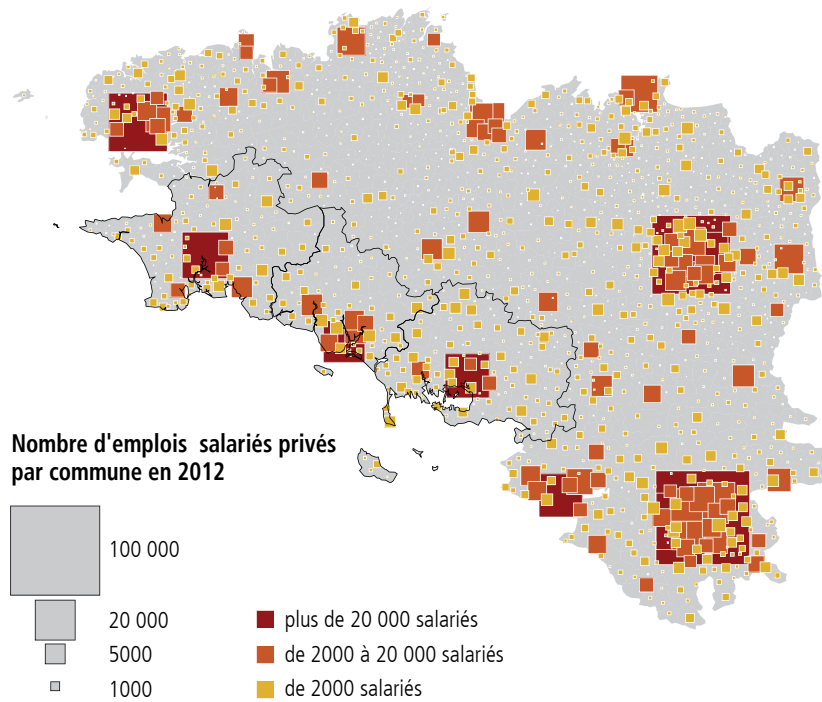 Nombre d'emplois  salariés privés
par commune en 2012
100 000
20 000
5000
1000
plus de 20 000 salariés
de 2000 à 20 000 salariés
de 2000 salariés